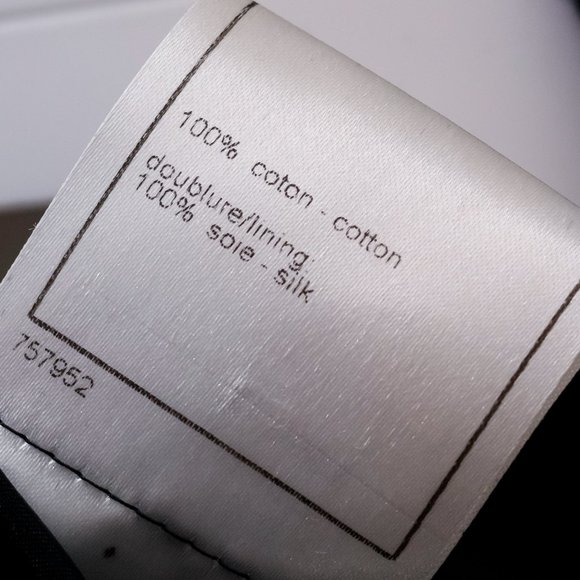 100% coton - cotton
doublure/lining:
100% soie - silk
757952